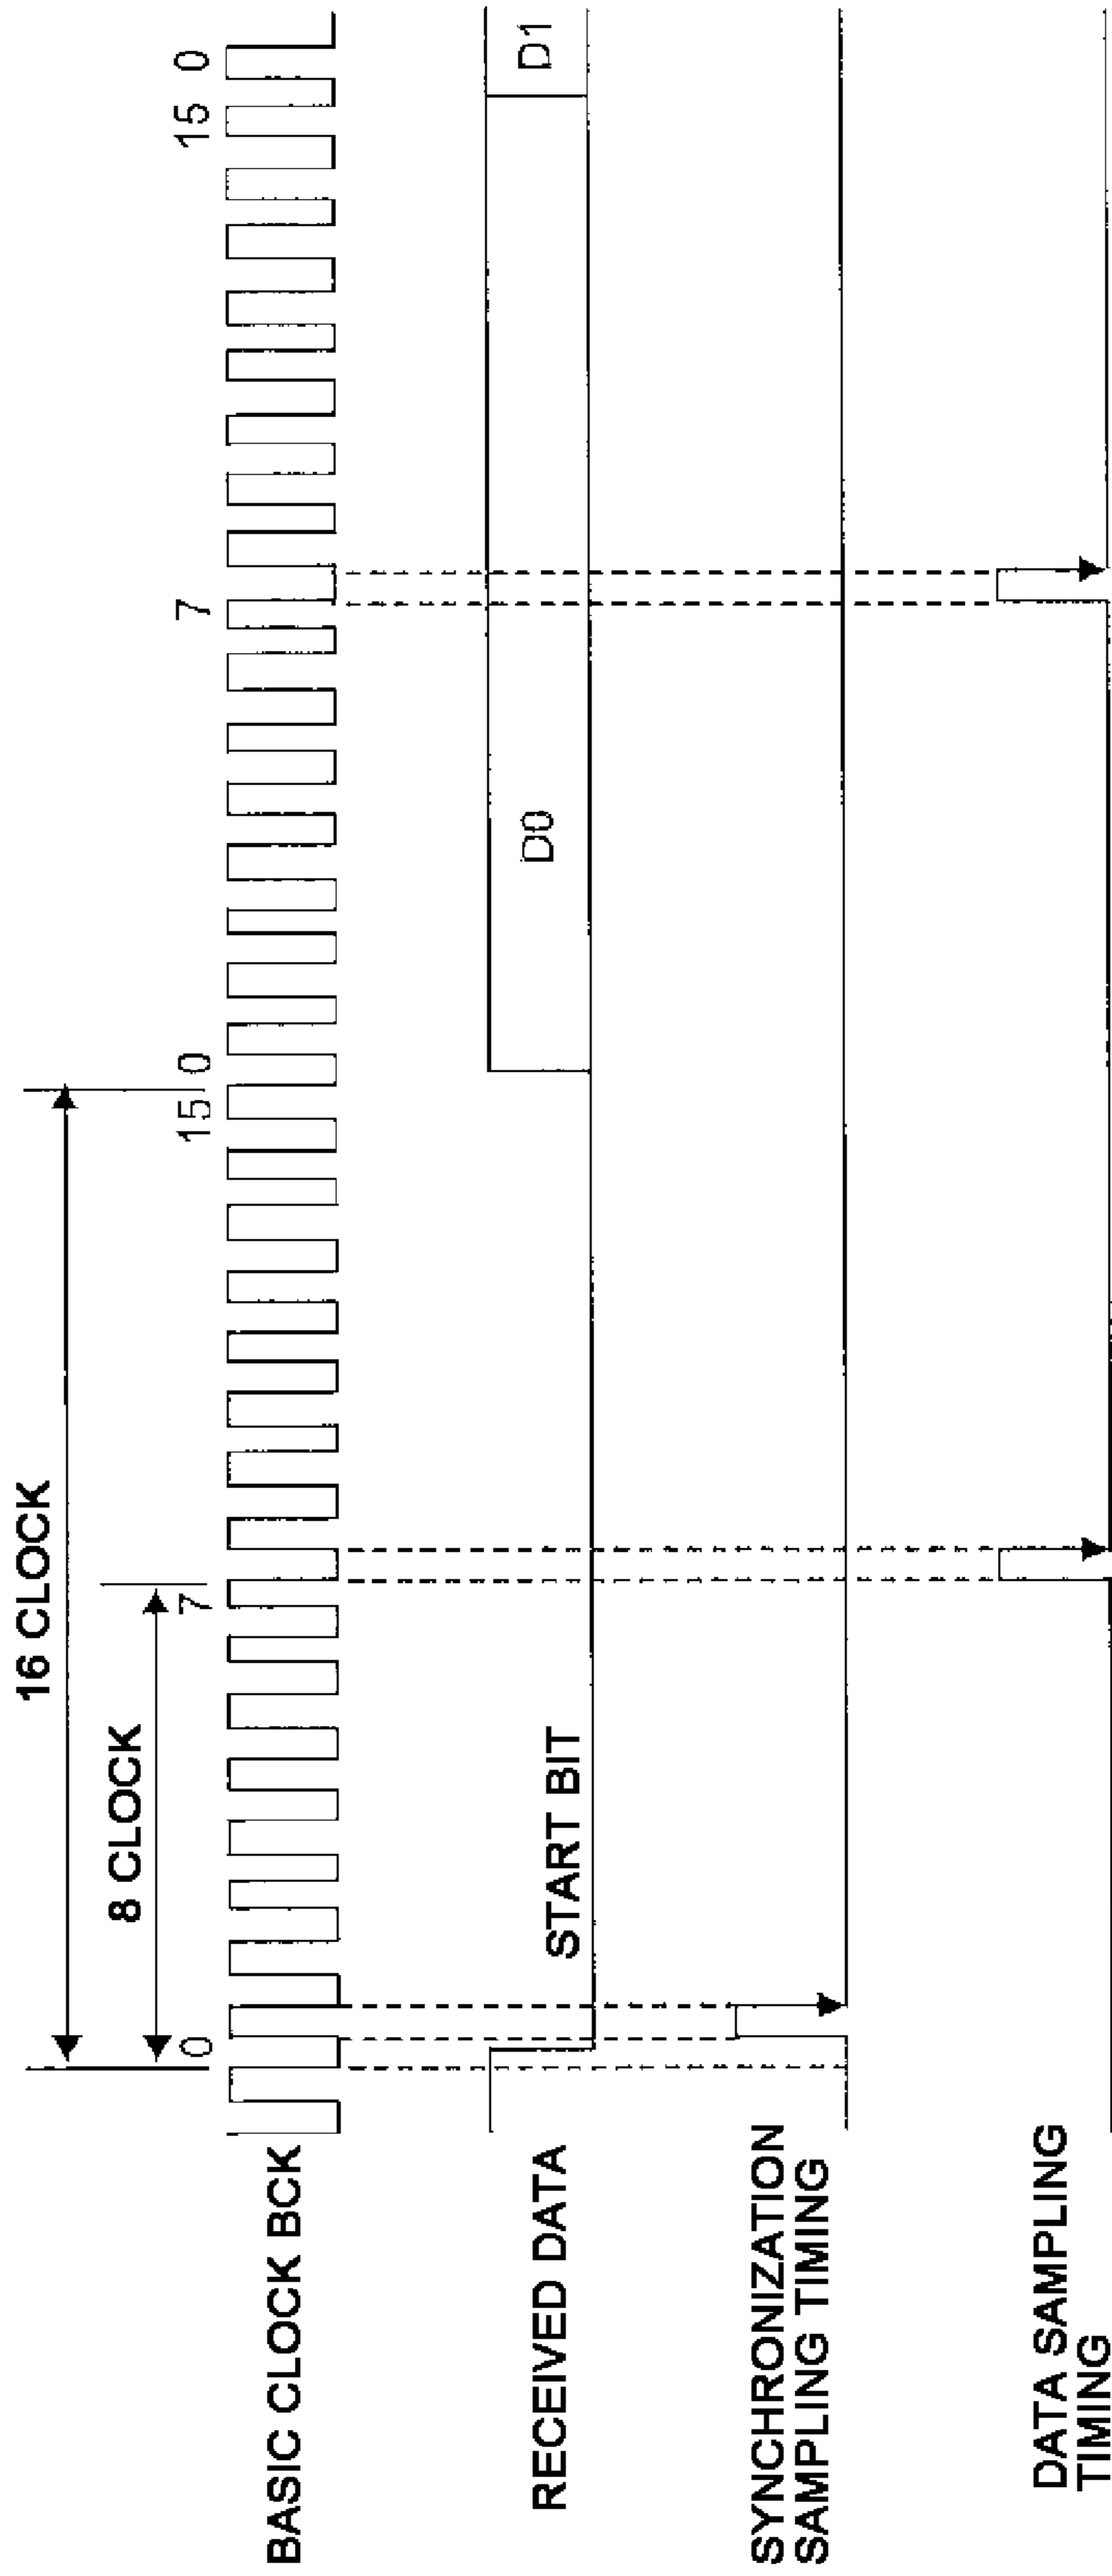 16 CLOCK
8 CLOCK
0 7 15 0 7 15 0
BASIC CLOCK BCK
RECEIVED DATA
START BIT
D0
D1
SYNCHRONIZATION
SAMPLING TIMING
DATA SAMPLING
TIMING